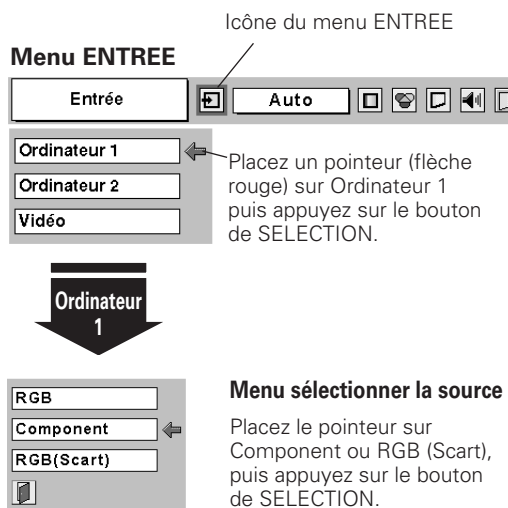 Icône du menu ENTREE
Menu ENTREE
Entrée
Auto
Ordinateur 1
Ordinateur 2
Vidéo
Placez un pointeur (flèche
rouge) sur Ordinateur 1
puis appuyez sur le bouton
de SELECTION.
Ordinateur
1
RGB
Component
RGB(Scart)
Menu sélectionner la source
Placez le pointeur sur
Component ou RGB (Scart),
puis appuyez sur le bouton
de SELECTION.